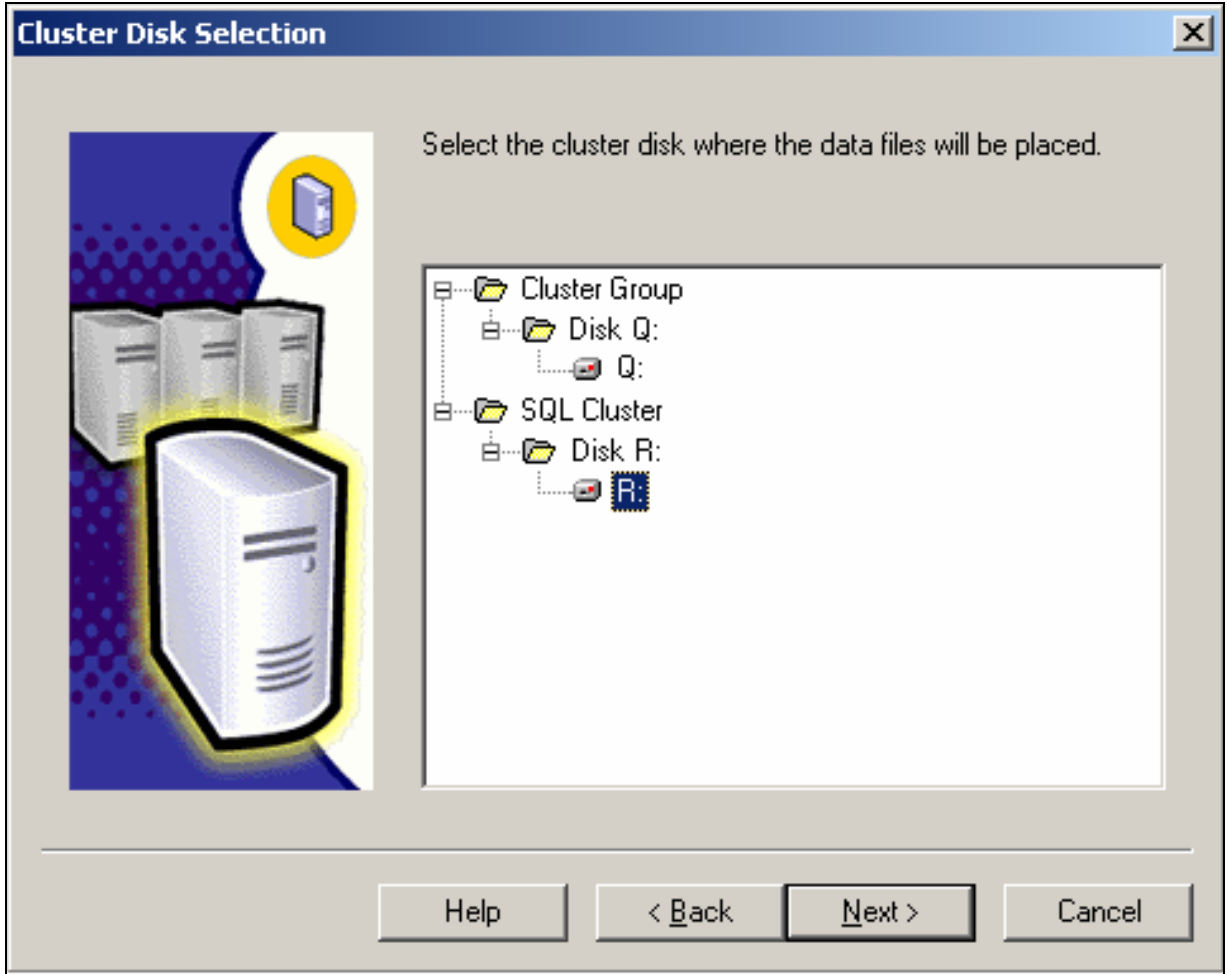 Cluster Disk Selection
Select the cluster disk where the data files will be placed.
Cluster Group
Disk Q:
Q:
SQL Cluster
Disk R:
R:
Help
< Back
Next >
Cancel